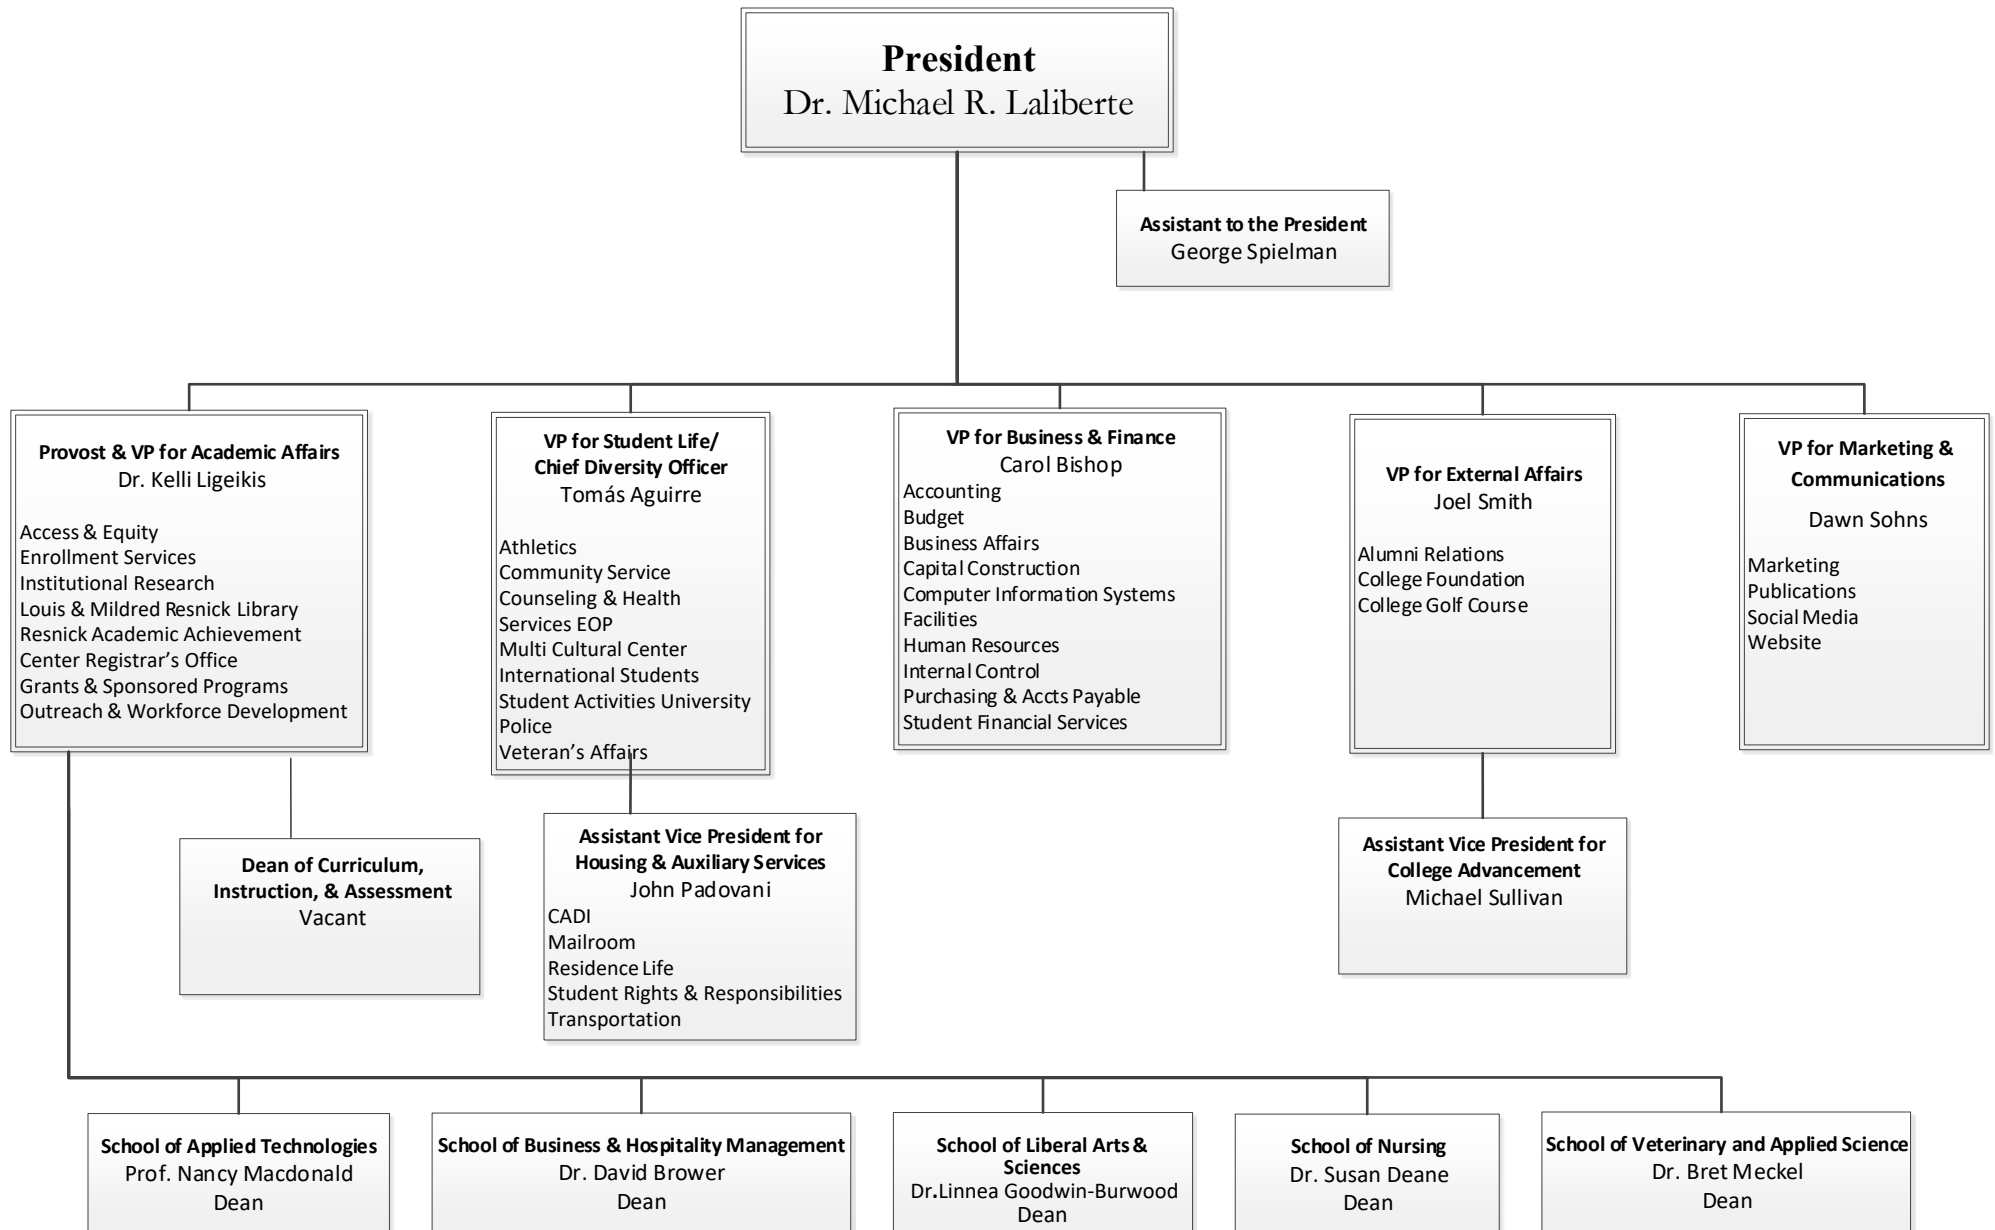 President
Dr. Michael R. Laliberte
Assistant to the President
George Spielman
Provost & VP for Academic Affairs
Dr. Kelli Ligeikis
Access & Equity
Enrollment Services
Institutional Research
Louis & Mildred Resnick Library
Resnick Academic Achievement
Center Registrar’s Office
Grants & Sponsored Programs
Outreach & Workforce Development
VP for Student Life/
Chief Diversity Officer
Tomás Aguirre
Athletics
Community Service
Counseling & Health
Services EOP
Multi Cultural Center
International Students
Student Activities University
Police
Veteran’s Affairs
VP for Business & Finance
Carol Bishop
Accounting
Budget
Business Affairs
Capital Construction
Computer Information Systems
Facilities
Human Resources
Internal Control
Purchasing & Accts Payable
Student Financial Services
VP for External Affairs
Joel Smith
Alumni Relations
College Foundation
College Golf Course
VP for Marketing &
Communications
Dawn Sohns
Marketing
Publications
Social Media
Website
Dean of Curriculum,
Instruction, & Assessment
Vacant
Assistant Vice President for
Housing & Auxiliary Services
John Padovani
CADI
Mailroom
Residence Life
Student Rights & Responsibilities
Transportation
Assistant Vice President for
College Advancement
Michael Sullivan
School of Applied Technologies
Prof. Nancy Macdonald
Dean
School of Business & Hospitality Management
Dr. David Brower
Dean
School of Liberal Arts &
Sciences
Dr.Linnea Goodwin-Burwood
Dean
School of Nursing
Dr. Susan Deane
Dean
School of Veterinary and Applied Science
Dr. Bret Meckel
Dean